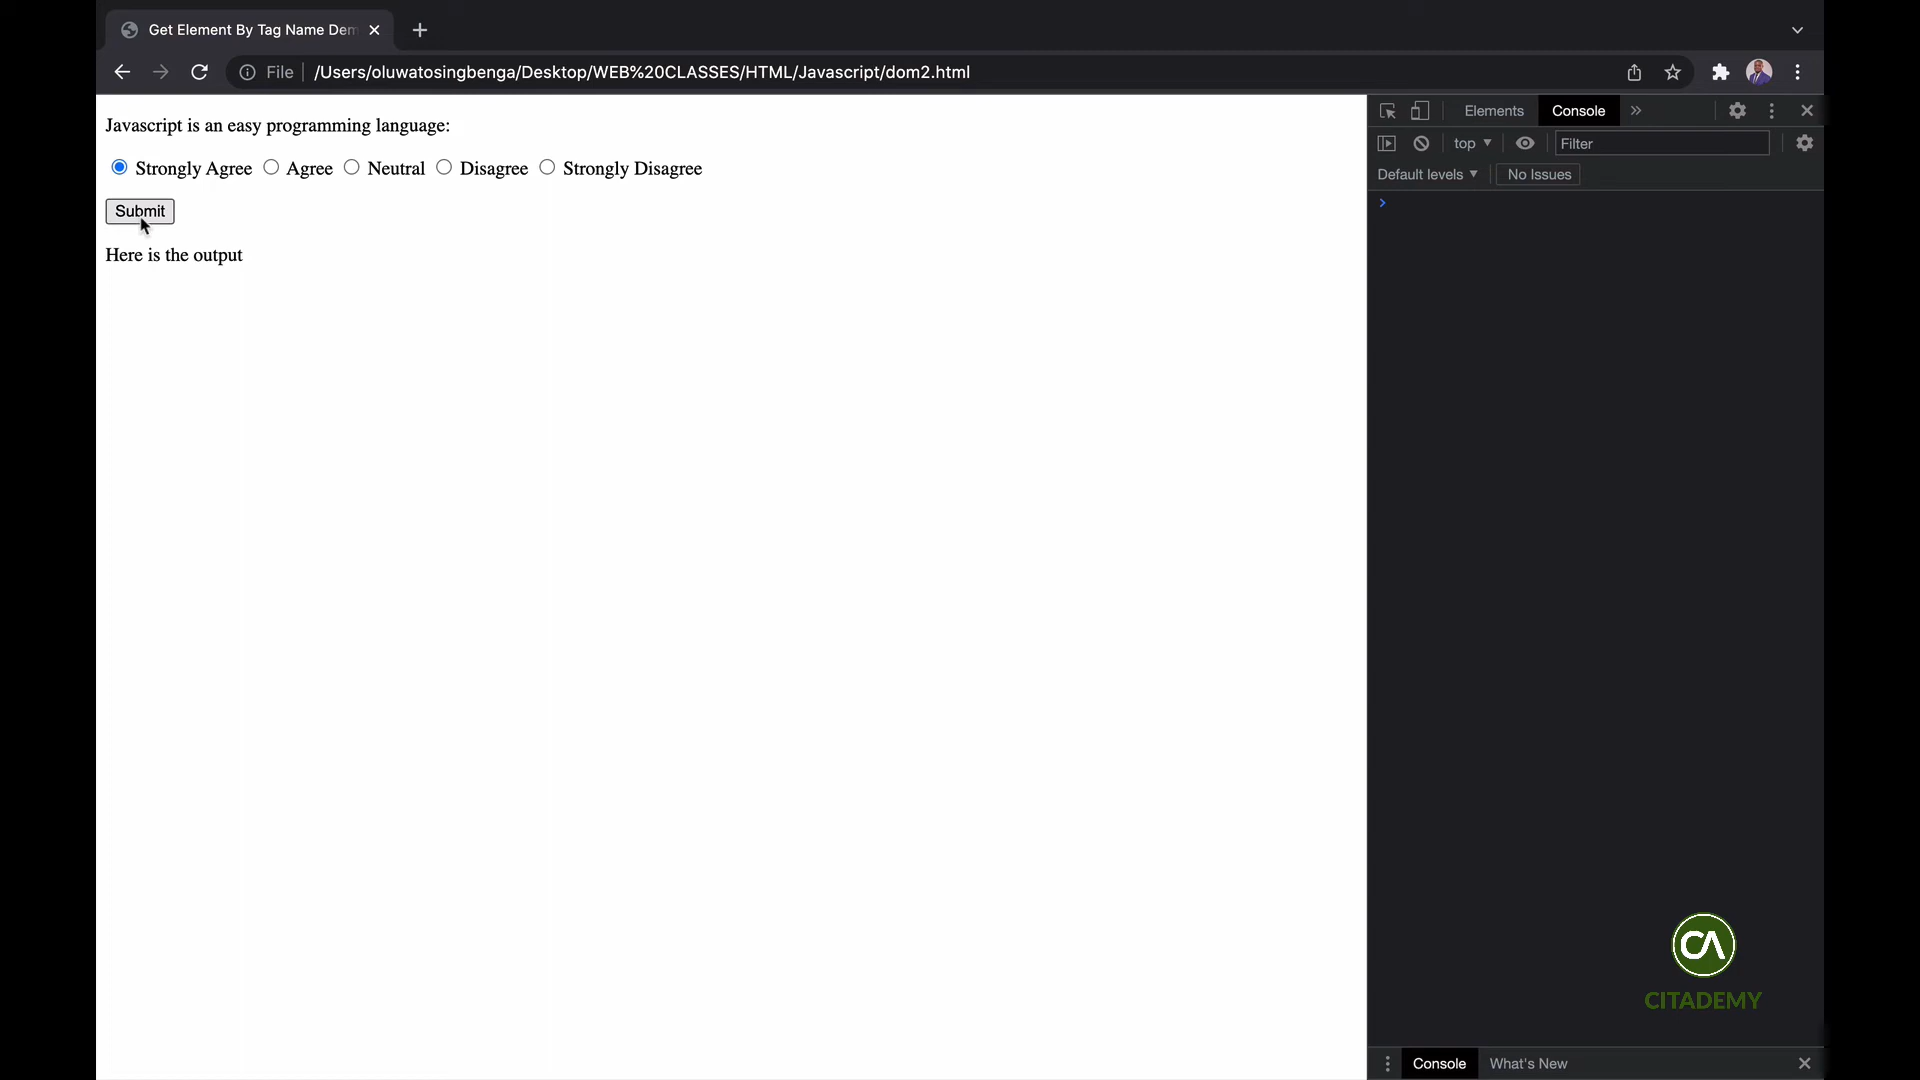 Get Element By Tag Name Dem
File /Users/oluwatosingbenga/Desktop/WEB%20CLASSES/HTML/Javascript/dom2.html
Javascript is an easy programming language:
Strongly Agree Agree Neutral Disagree Strongly Disagree
Submit
Here is the output
Elements Console
top Filter
Default levels No Issues
CA
CITADEMY
Console What's New